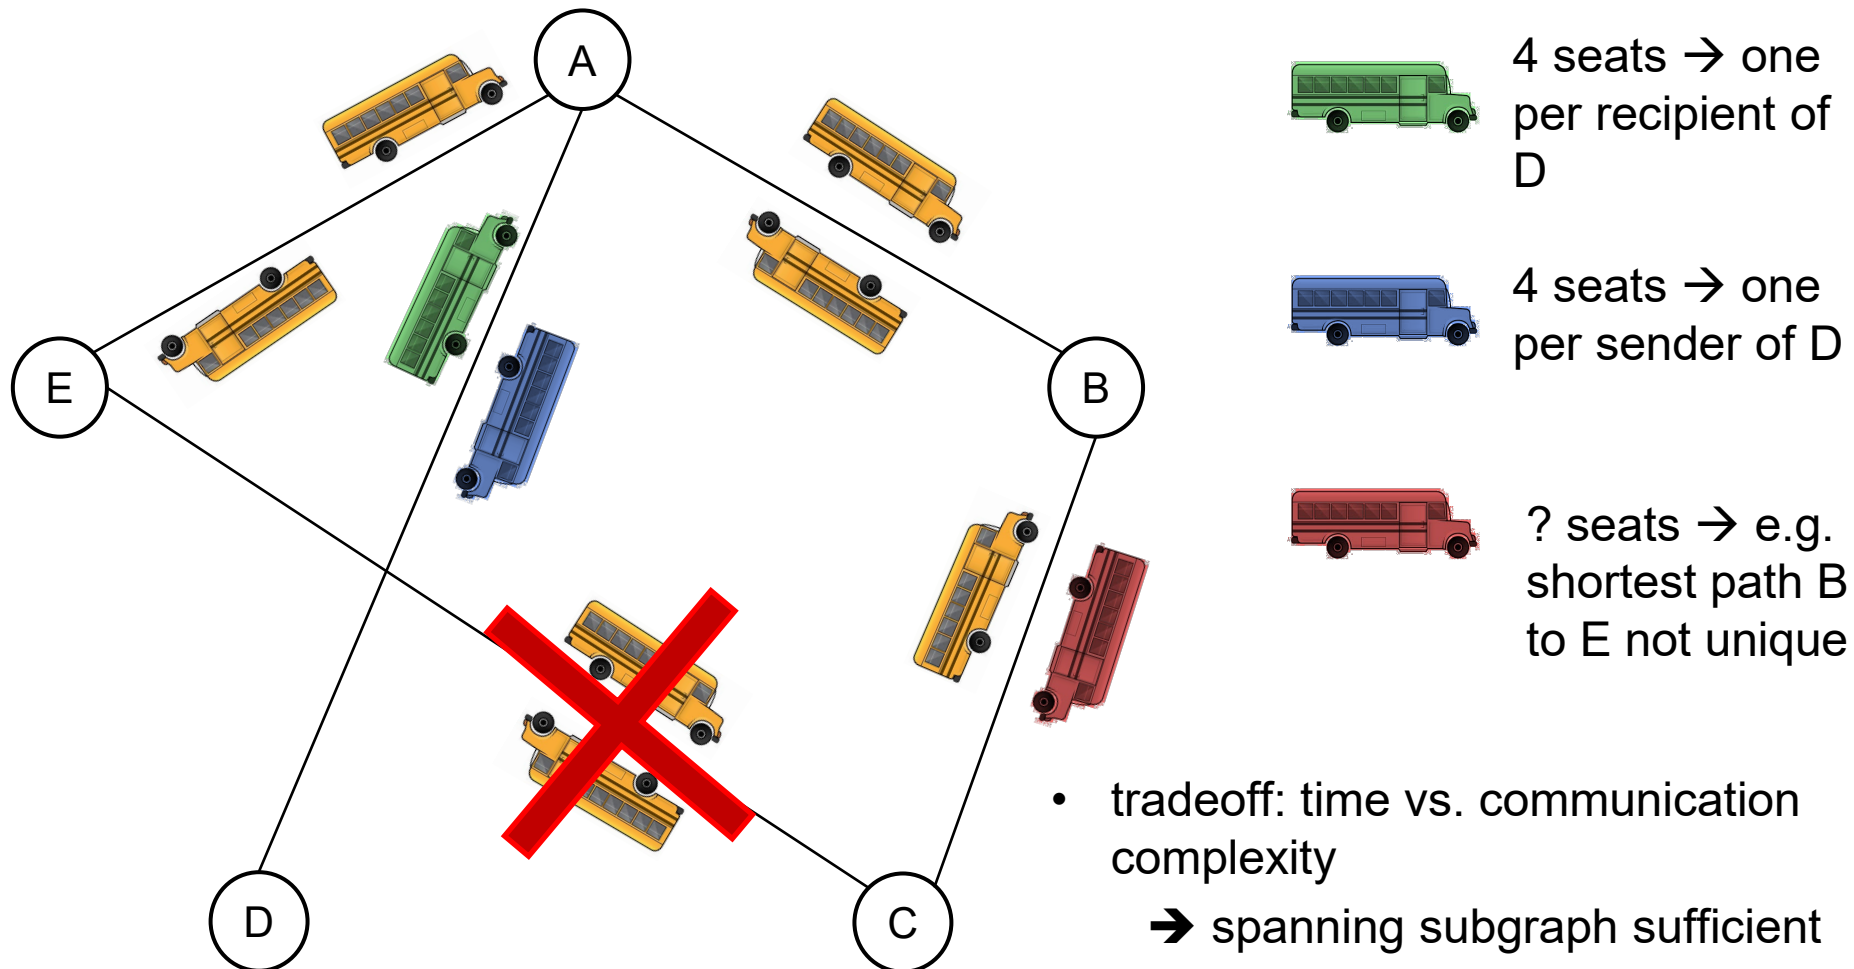 A
4 seats → one
per recipient of
D
4 seats → one
per sender of D
E
B
? seats → e.g.
shortest path B
to E not unique
• tradeoff: time vs. communication
complexity
➔ spanning subgraph sufficient
D
C